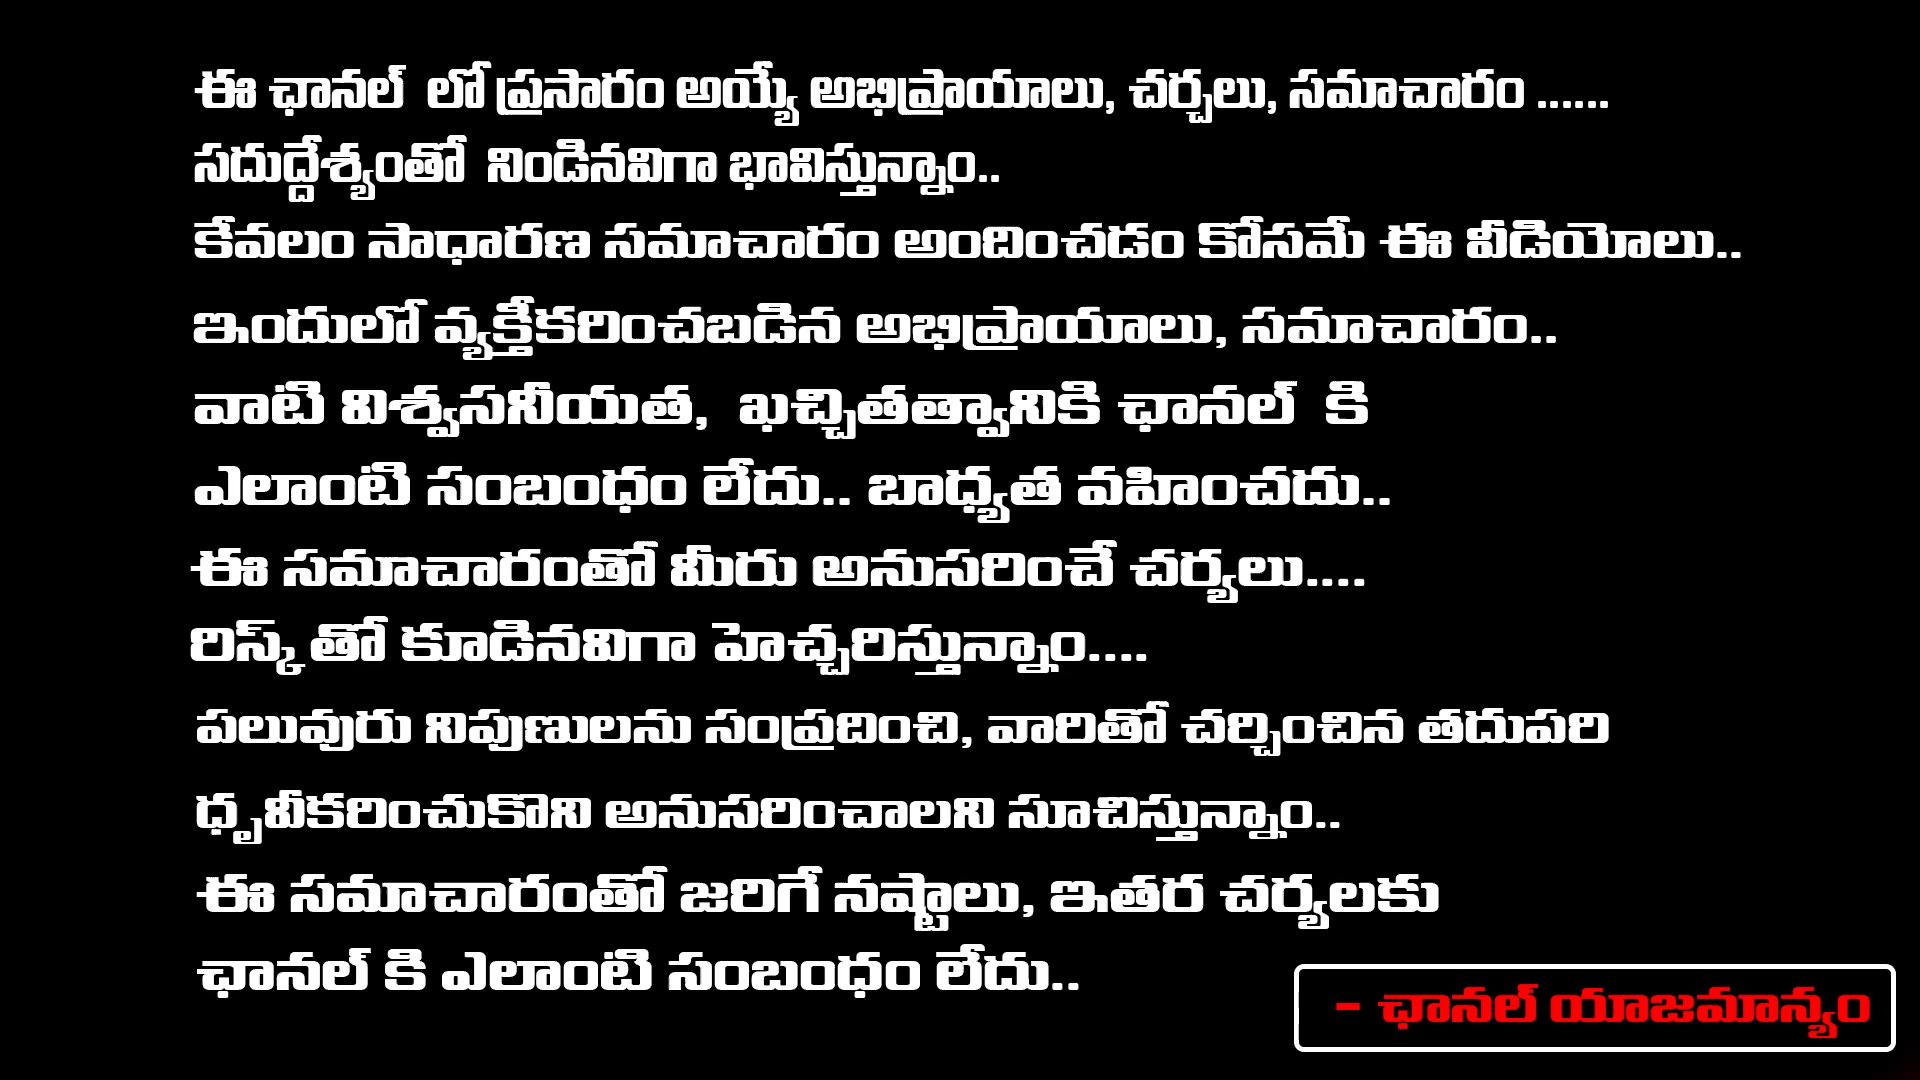 ఈ ఛానల్ లో ప్రసారం అయ్యే అభిప్రాయాలు, చర్చలు, సమాచారం ......
సదుద్దేశ్యంతో నిండినవిగా భావిస్తున్నాం..
కేవలం సాధారణ సమాచారం అందించడం కోసమే ఈ వీడియోలు..
ఇందులో వ్యక్తీకరించబడిన అభిప్రాయాలు, సమాచారం..
వాటి విశ్వసనీయత, ఖచ్చితత్వానికి ఛానల్ కి
ఎలాంటి సంబంధం లేదు.. బాధ్యత వహించదు..
ఈ సమాచారంతో మీరు అనుసరించే చర్యలు....
రిస్క్ తో కూడినవిగా హెచ్చరిస్తున్నాం....
పలువురు నిపుణులను సంప్రదించి, వారితో చర్చించిన తదుపరి
ధృవీకరించుకొని అనుసరించాలని సూచిస్తున్నాం..
ఈ సమాచారంతో జరిగే నష్టాలు, ఇతర చర్యలకు
ఛానల్ కి ఎలాంటి సంబంధం లేదు..
- ఛానల్ యాజమాన్యం